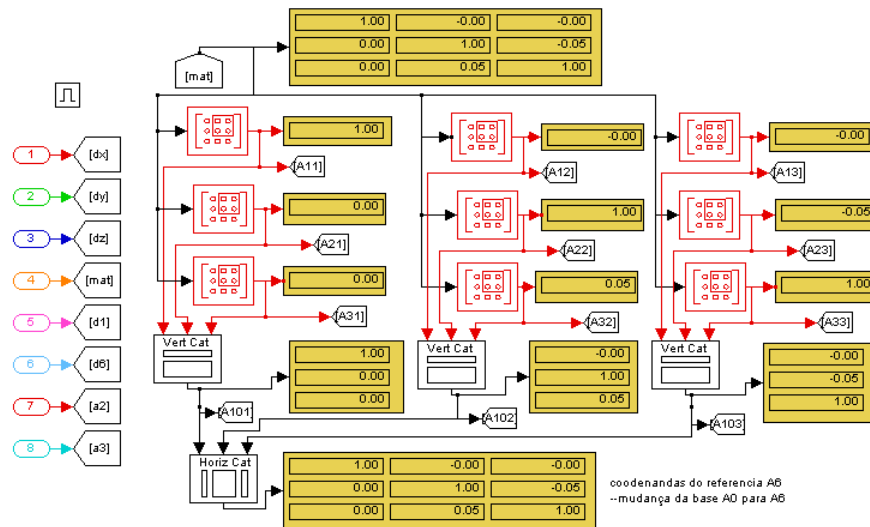 1.00 -0.00 -0.00
0.00 1.00 -0.05
0.00 0.05 1.00
[mat]
1 [dx]
2 [dy]
3 [dz]
4 [mat]
5 [d1]
6 [d6]
7 [a2]
8 [a3]
1.00 -0.00 -0.00
[A11] [A12] [A13]
0.00 1.00 -0.05
[A21] [A22] [A23]
0.00 0.05 1.00
[A31] [A32] [A33]
Vert Cat Vert Cat Vert Cat
1.00
0.00
0.00
-0.00
1.00
0.05
-0.00
-0.05
1.00
[A101] [A102] [A103]
Horiz Cat
1.00 -0.00 -0.00
0.00 1.00 -0.05
0.00 0.05 1.00
coodenandas do referencia A6
--mudança da base A0 para A6